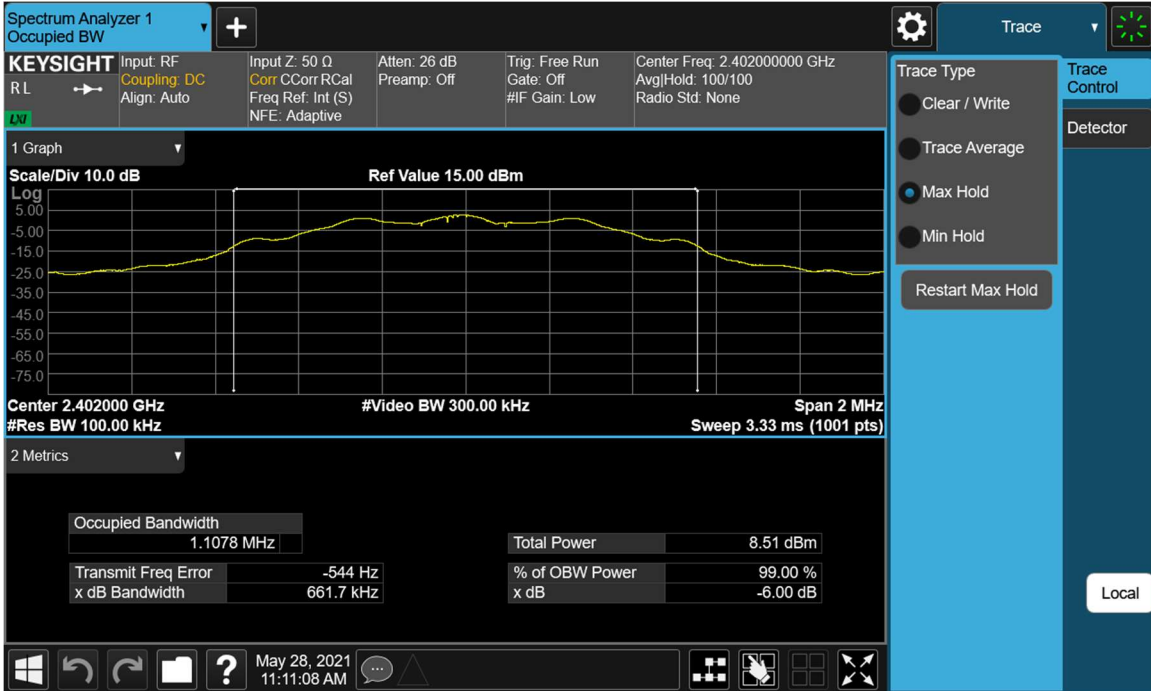 Spectrum Analyzer 1
Occupied BW
Trace
KEYSIGHT
R L
LXI
Input: RF
Coupling: DC
Align: Auto
Input Z: 50 Ω
Corr CCorr RCal
Freq Ref: Int (S)
NFE: Adaptive
Atten: 26 dB
Preamp: Off
Trig: Free Run
Gate: Off
#IF Gain: Low
Center Freq: 2.402000000 GHz
Avg|Hold: 100/100
Radio Std: None
Trace Type
Clear / Write
Trace Average
Max Hold
Min Hold
Restart Max Hold
Trace
Control
Detector
1 Graph
Scale/Div 10.0 dB
Ref Value 15.00 dBm
Log
5.00
-5.00
-15.0
-25.0
-35.0
-45.0
-55.0
-65.0
-75.0
Center 2.402000 GHz
#Video BW 300.00 kHz
Span 2 MHz
#Res BW 100.00 kHz
Sweep 3.33 ms (1001 pts)
2 Metrics
Occupied Bandwidth
1.1078 MHz
Total Power 8.51 dBm
Transmit Freq Error -544 Hz
% of OBW Power 99.00 %
x dB Bandwidth 661.7 kHz
x dB -6.00 dB
Local
?
May 28, 2021
11:11:08 AM